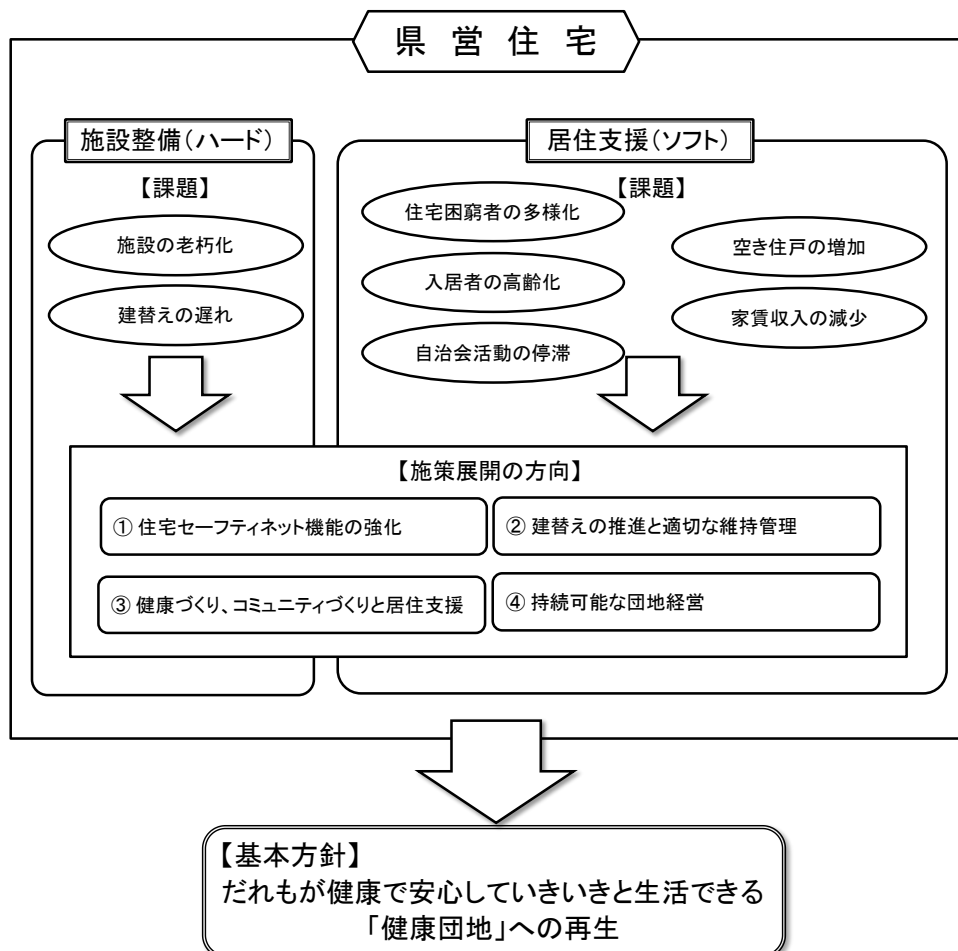 県営住宅
施設整備（ハード）
【課題】
施設の老朽化
建替えの遅れ
居住支援（ソフト）
【課題】
住宅困窮者の多様化
入居者の高齢化
自治会活動の停滞
空き住戸の増加
家賃収入の減少
【施策展開の方向】
① 住宅セーフティネット機能の強化
② 建替えの推進と適切な維持管理
③ 健康づくり、コミュニティづくりと居住支援
④ 持続可能な団地経営
【基本方針】
だれもが健康で安心していきいきと生活できる
「健康団地」への再生